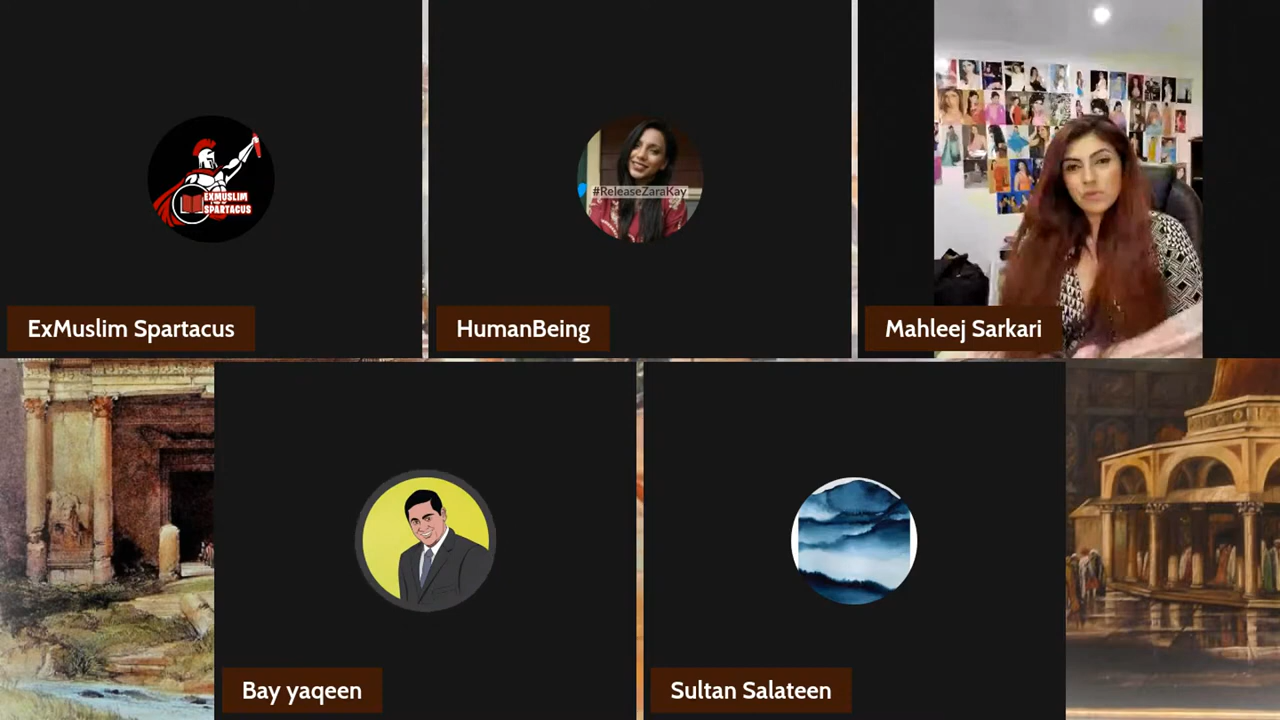 EXMUSLIM
SPARTACUS
#ReleaseZaraKay
ExMuslim Spartacus
HumanBeing
Mahleej Sarkari
Bay yaqeen
Sultan Salateen